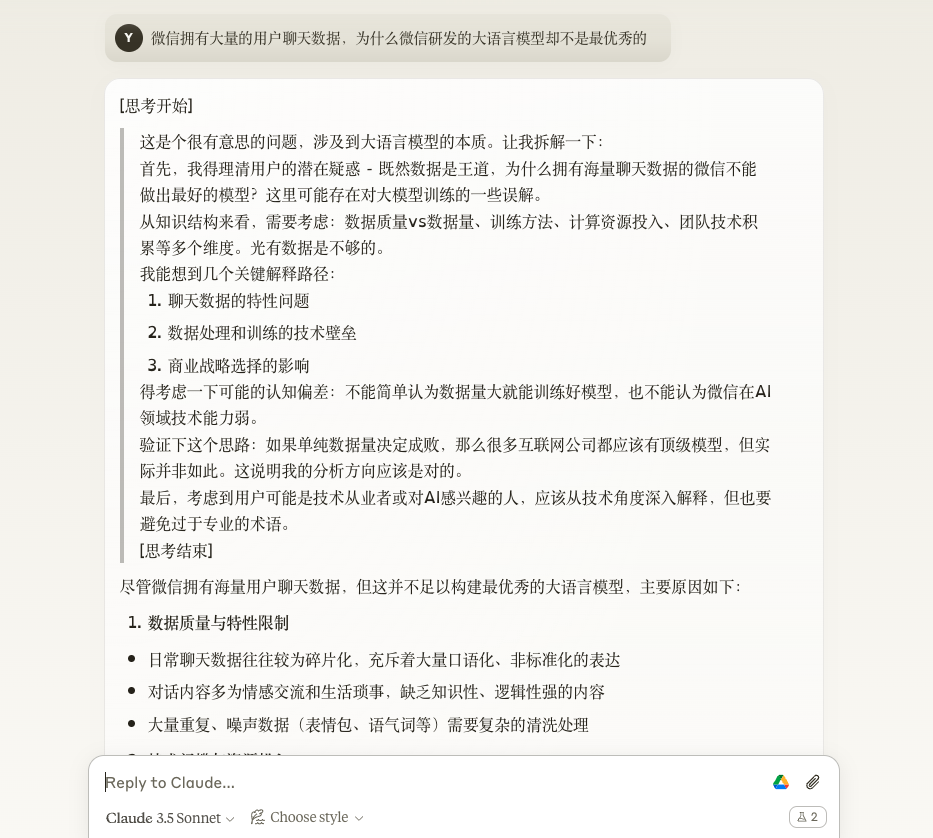 Y 微信拥有大量的用户聊天数据，为什么微信研发的大语言模型却不是最优秀的
[思考开始]
这是个很有意思的问题，涉及到大语言模型的本质。让我拆解一下：
首先，我得理清用户的潜在疑惑 - 既然数据是王道，为什么拥有海量聊天数据的微信不能
做出最好的模型？这里可能存在对大模型训练的一些误解。
从知识结构来看，需要考虑：数据质量vs数据量、训练方法、计算资源投入、团队技术积
累等多个维度。光有数据是不够的。
我能想到几个关键解释路径：
1. 聊天数据的特性问题
2. 数据处理和训练的技术壁垒
3. 商业战略选择的影响
得考虑一下可能的认知偏差：不能简单认为数据量大就能训练好模型，也不能认为微信在AI
领域技术能力弱。
验证下这个思路：如果单纯数据量决定成败，那么很多互联网公司都应该有顶级模型，但实
际并非如此。这说明我的分析方向应该是对的。
最后，考虑到用户可能是技术从业者或对AI感兴趣的人，应该从技术角度深入解释，但也要
避免过于专业的术语。
[思考结束]
尽管微信拥有海量用户聊天数据，但这并不足以构建最优秀的大语言模型，主要原因如下：
1. 数据质量与特性限制
• 日常聊天数据往往较为碎片化，充斥着大量口语化、非标准化的表达
• 对话内容多为情感交流和生活琐事，缺乏知识性、逻辑性强的内容
• 大量重复、噪声数据（表情包、语气词等）需要复杂的清洗处理
Reply to Claude...
Claude 3.5 Sonnet Choose style 2